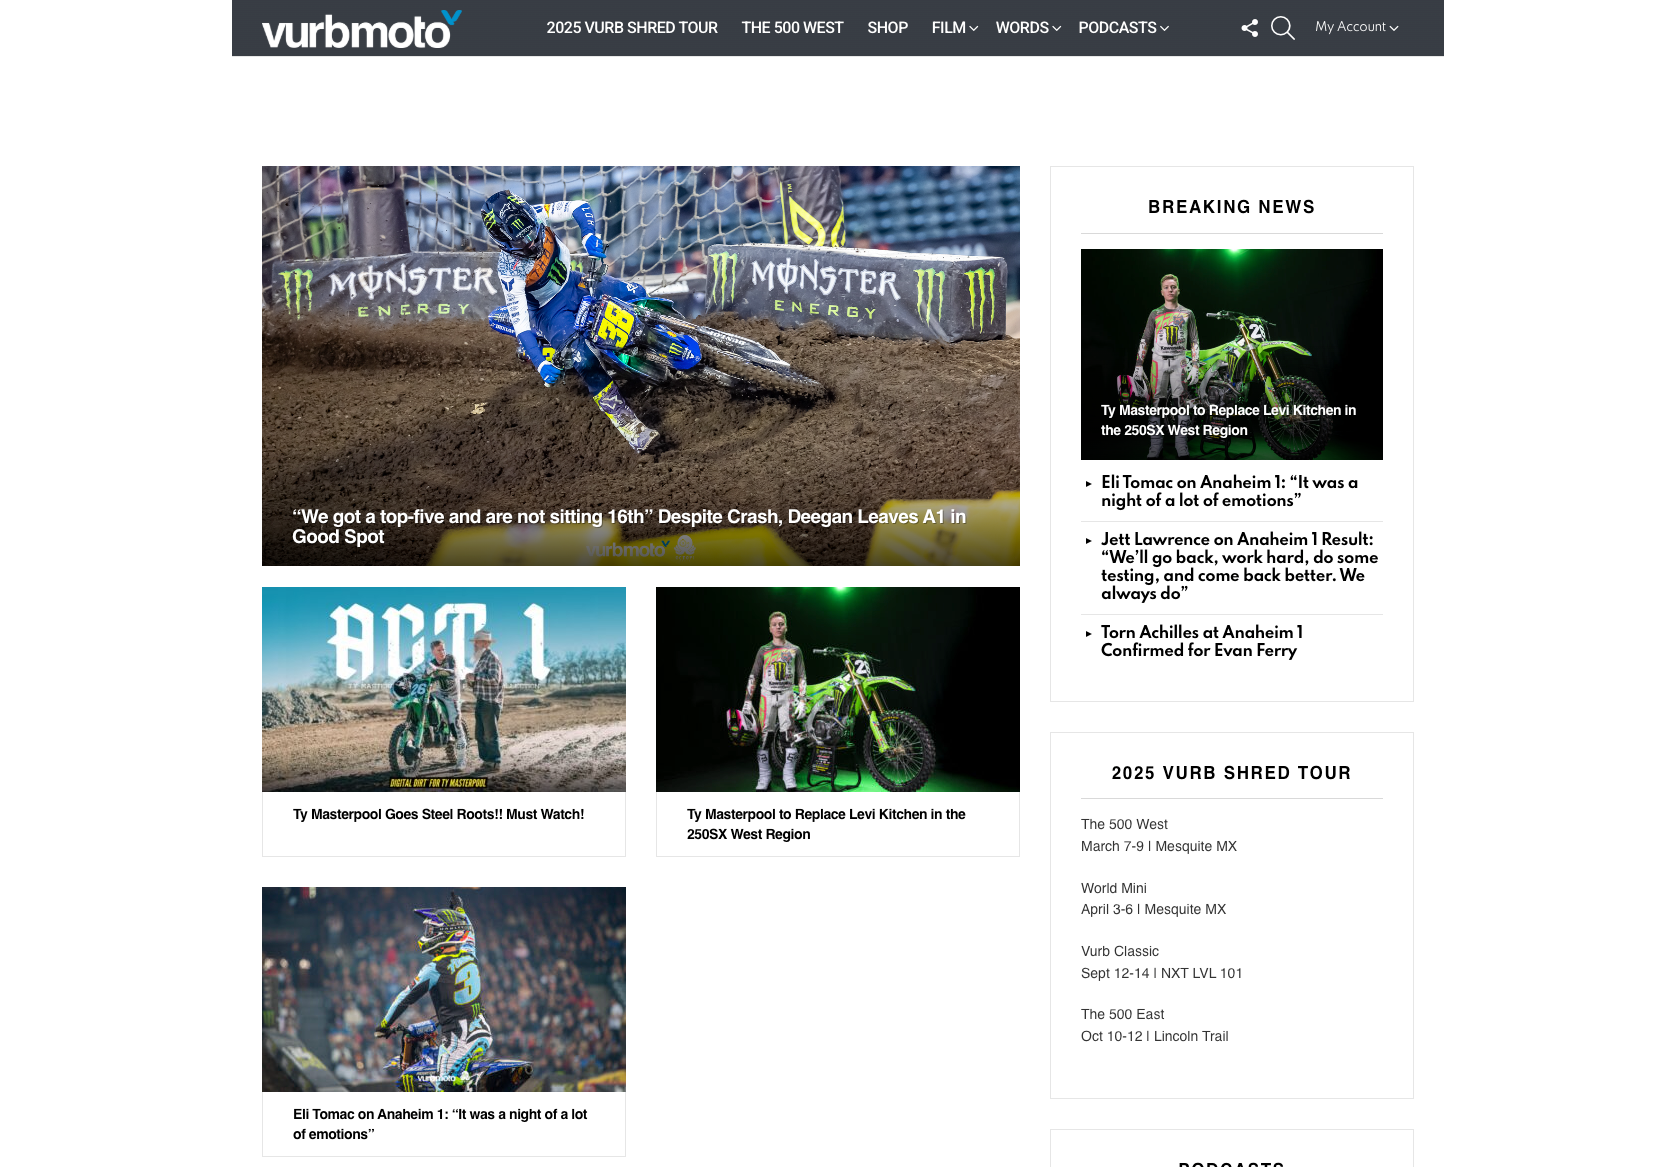 vurbmoto
2025 VURB SHRED TOUR
THE 500 WEST
SHOP
FILM
WORDS
PODCASTS
My Account
MONSTER
ENERGY
MONSTER
ENERGY
38
“We got a top-five and are not sitting 16th” Despite Crash, Deegan Leaves A1 in
Good Spot
vurbmoto
ACT 1
26
DIGITAL DIRT FOR TY MASTERPOOL
Ty Masterpool Goes Steel Roots!! Must Watch!
Ty Masterpool to Replace Levi Kitchen in the
250SX West Region
3
vurbmoto
Eli Tomac on Anaheim 1: “It was a night of a lot
of emotions”
BREAKING NEWS
Ty Masterpool to Replace Levi Kitchen in
the 250SX West Region
Eli Tomac on Anaheim 1: “It was a
night of a lot of emotions”
Jett Lawrence on Anaheim 1 Result:
“We’ll go back, work hard, do some
testing, and come back better. We
always do”
Torn Achilles at Anaheim 1
Confirmed for Evan Ferry
2025 VURB SHRED TOUR
The 500 West
March 7-9 | Mesquite MX
World Mini
April 3-6 | Mesquite MX
Vurb Classic
Sept 12-14 | NXT LVL 101
The 500 East
Oct 10-12 | Lincoln Trail
PODCASTS